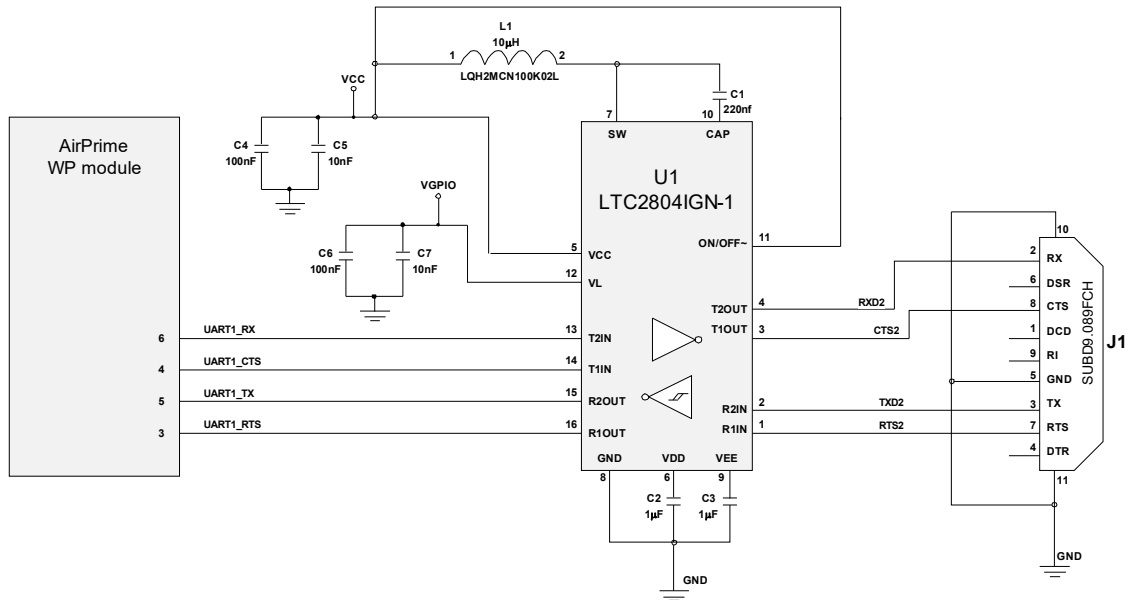 L1
10µH
1
2
LQH2MCN100K02L
VCC
C1
220nf
7
10
SW
CAP
AirPrime
WP module
C4
100nF
C5
10nF
U1
LTC2804IGN-1
VGPIO
C6
100nF
C7
10nF
5
VCC
12
VL
ON/OFF~
11
T2OUT
4
RXD2
T1OUT
3
CTS2
6
UART1_RX
13
T2IN
4
UART1_CTS
14
T1IN
5
UART1_TX
15
R2OUT
3
UART1_RTS
16
R1OUT
R2IN
2
TXD2
R1IN
1
RTS2
GND
VDD
VEE
8
6
9
C2
1µF
C3
1µF
GND
10
2
RX
6
DSR
8
CTS
1
DCD
9
RI
5
GND
3
TX
7
RTS
4
DTR
11
SUBD9.089FCH
J1
GND